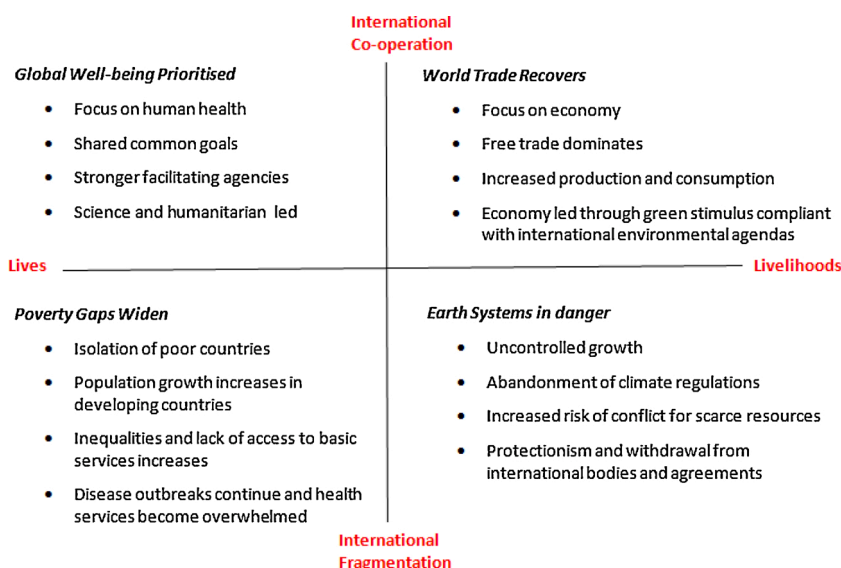 International
Co-operation
Global Well-being Prioritised
• Focus on human health
• Shared common goals
• Stronger facilitating agencies
• Science and humanitarian led
World Trade Recovers
• Focus on economy
• Free trade dominates
• Increased production and consumption
• Economy led through green stimulus compliant
with international environmental agendas
Lives
Livelihoods
Poverty Gaps Widen
• Isolation of poor countries
• Population growth increases in
developing countries
• Inequalities and lack of access to basic
services increases
• Disease outbreaks continue and health
services become overwhelmed
Earth Systems in danger
• Uncontrolled growth
• Abandonment of climate regulations
• Increased risk of conflict for scarce resources
• Protectionism and withdrawal from
international bodies and agreements
International
Fragmentation